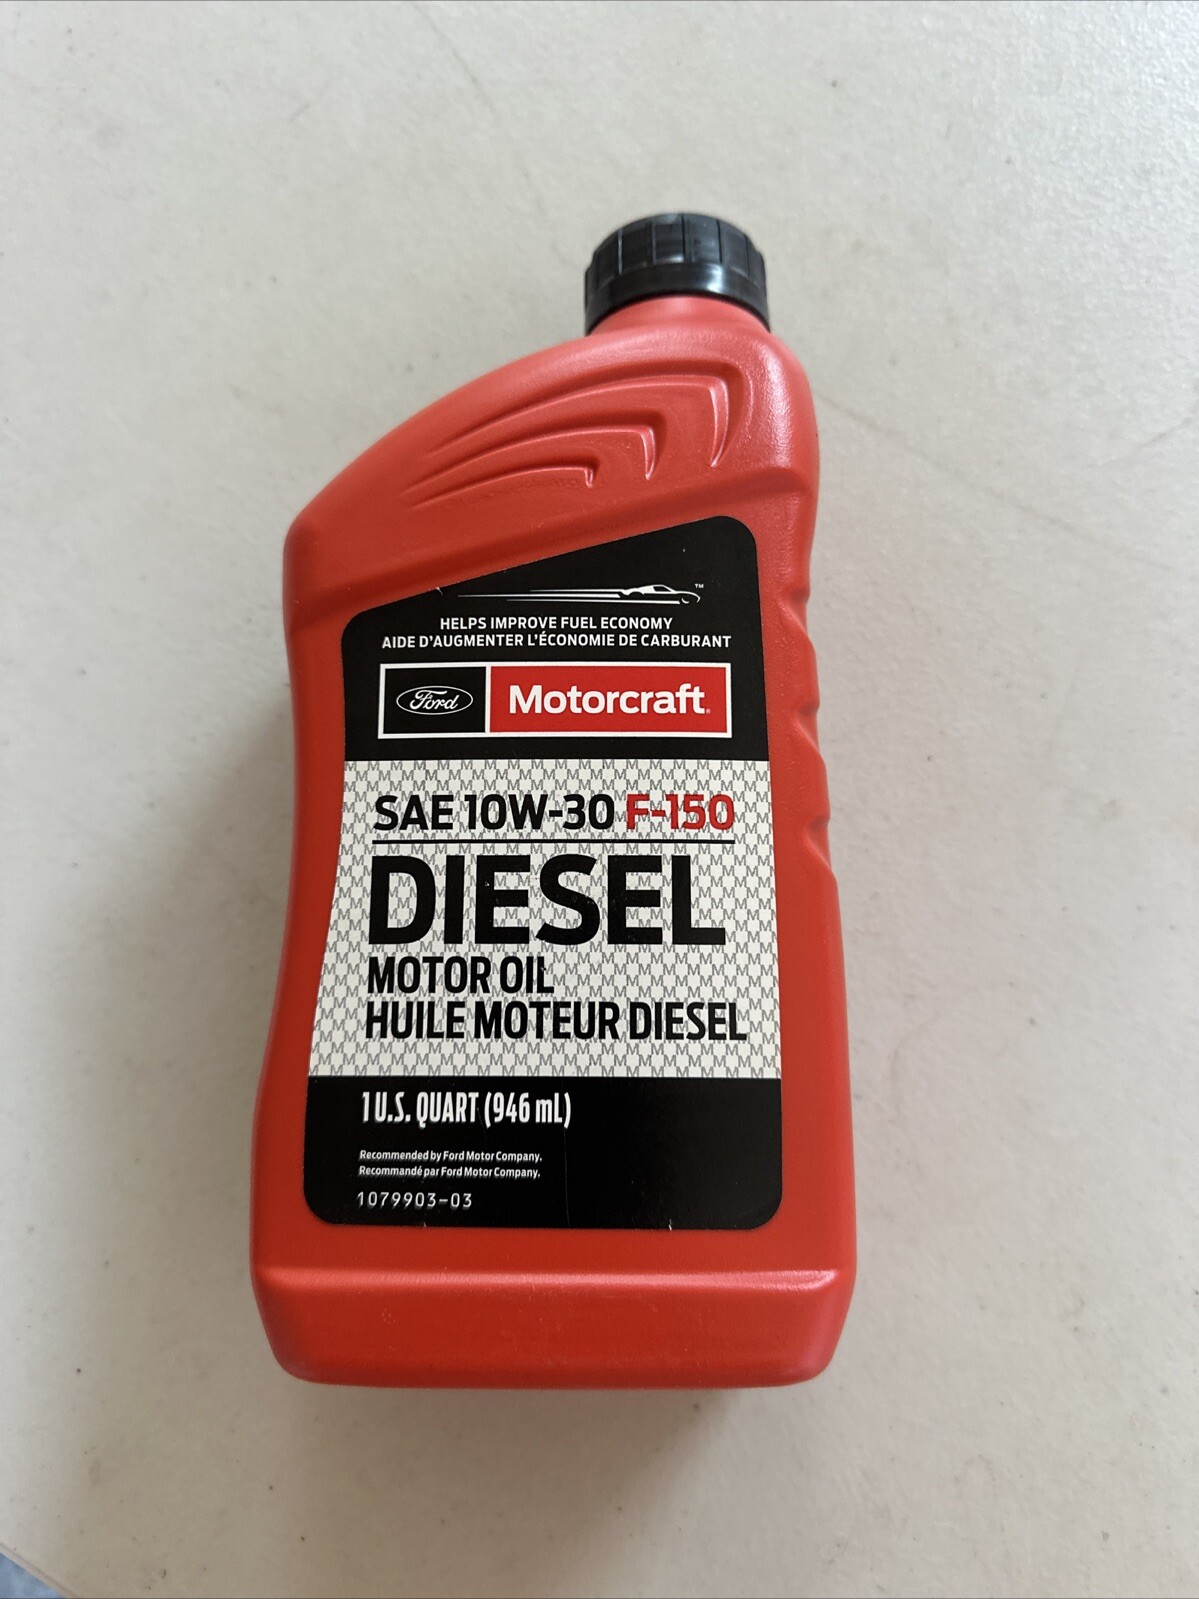 TM
HELPS IMPROVE FUEL ECONOMY
AIDE D'AUGMENTER L'ÉCONOMIE DE CARBURANT
Ford Motorcraft®
SAE 10W-30 F-150
DIESEL
MOTOR OIL
HUILE MOTEUR DIESEL
1 U.S. QUART (946 mL)
Recommended by Ford Motor Company.
Recommandé par Ford Motor Company.
1079903-03